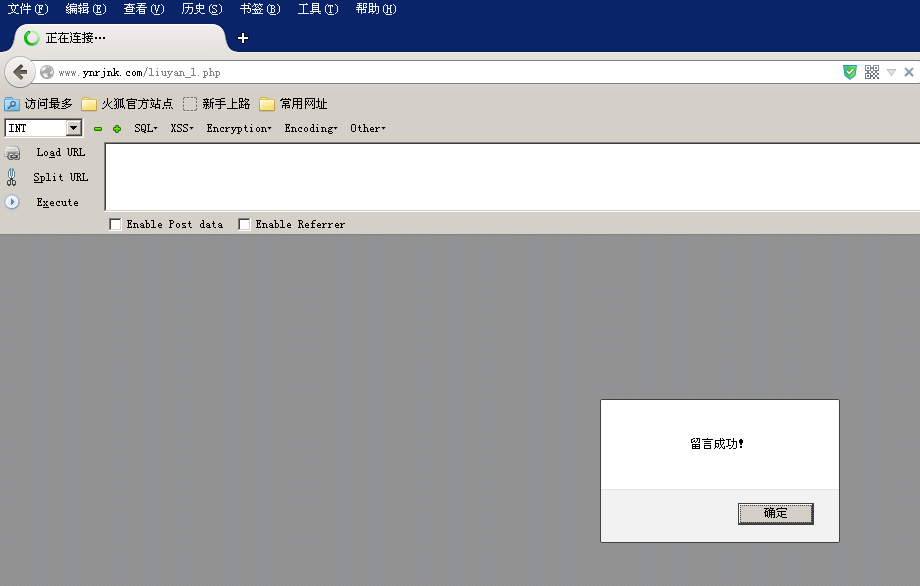 文件(F) 编辑(E) 查看(V) 历史(S) 书签(B) 工具(T) 帮助(H)
正在连接… +
www.ynrjnk.com/liuyan_1.php
访问最多 火狐官方站点 新手上路 常用网址
INT SQL XSS Encryption Encoding Other
Load URL
Split URL
Execute
Enable Post data Enable Referrer
留言成功!
确定